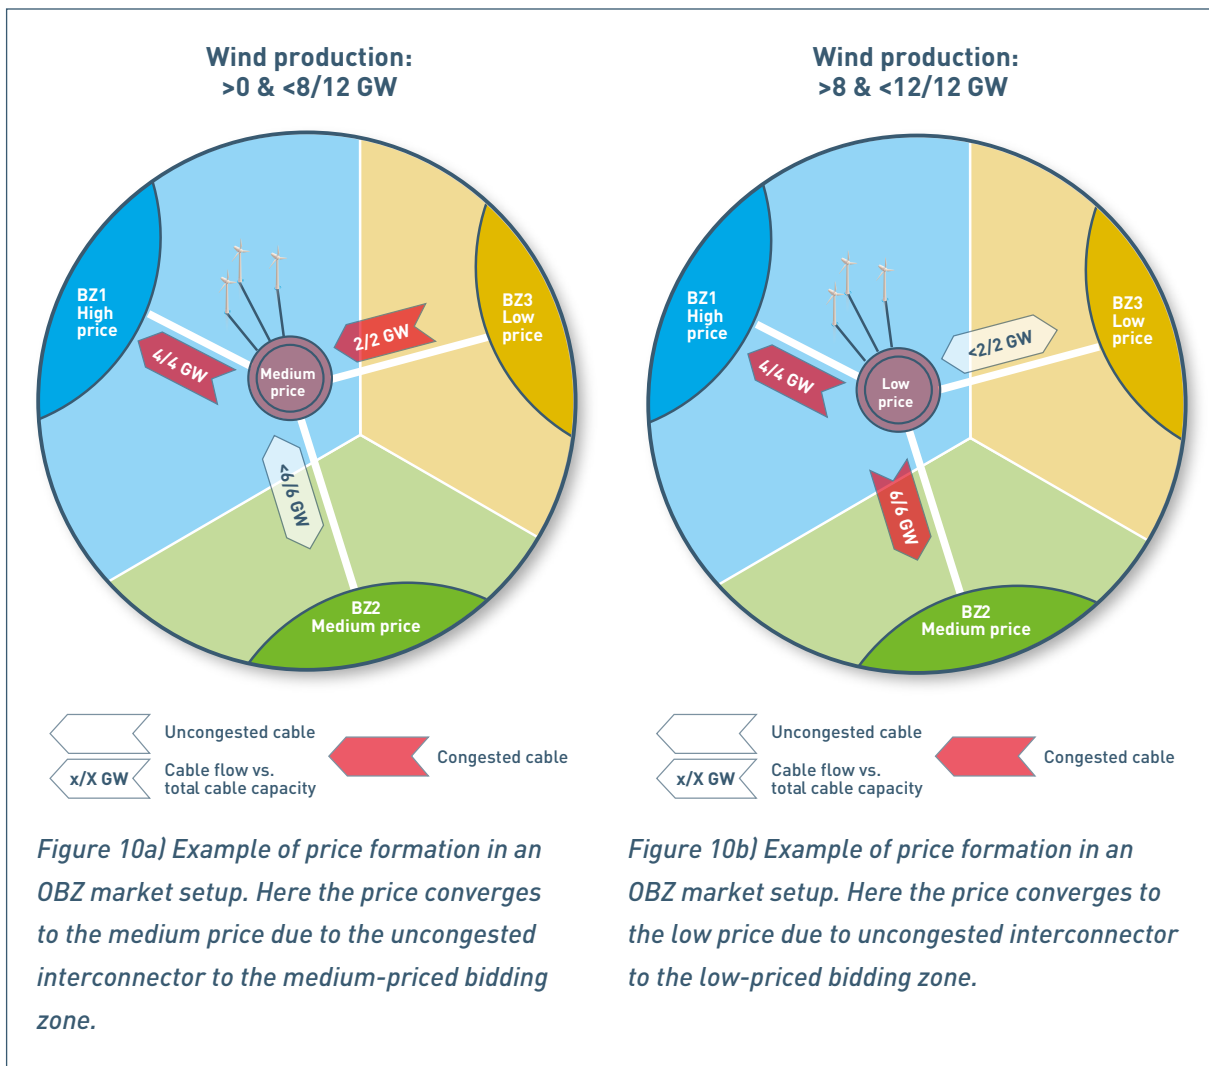 Wind production:
>0 & <8/12 GW
BZ1
High
price
4/4 GW
Medium
price
2/2 GW
BZ3
Low
price
<6/6 GW
BZ2
Medium price
Uncongested cable
x/X GW
Cable flow vs.
total cable capacity
Congested cable
Figure 10a) Example of price formation in an
OBZ market setup. Here the price converges
to the medium price due to the uncongested
interconnector to the medium-priced bidding
zone.
Wind production:
>8 & <12/12 GW
BZ1
High
price
4/4 GW
Low
price
<2/2 GW
BZ3
Low
price
6/6 GW
BZ2
Medium price
Uncongested cable
x/X GW
Cable flow vs.
total cable capacity
Congested cable
Figure 10b) Example of price formation in an
OBZ market setup. Here the price converges to
the low price due to uncongested interconnector
to the low-priced bidding zone.